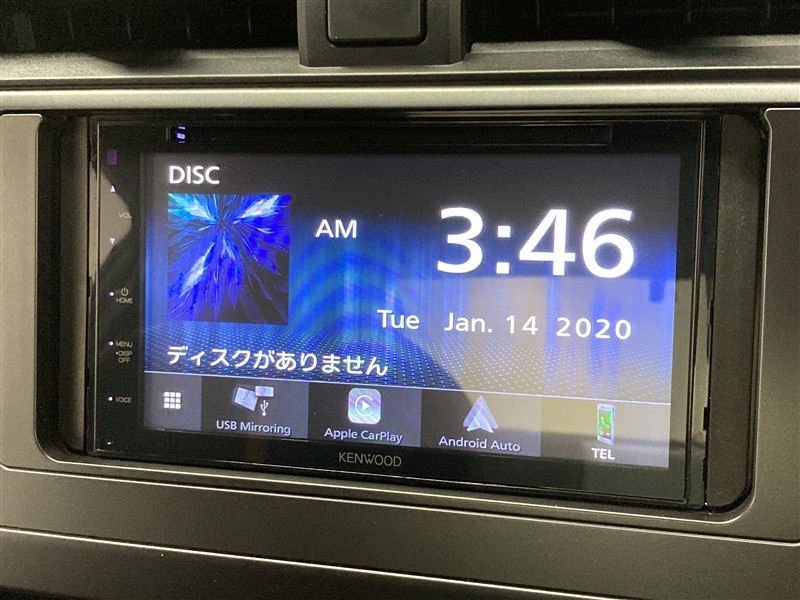 DISC
AM 3:46
Tue Jan. 14 2020
ディスクがありません
USB Mirroring
Apple CarPlay
Android Auto
TEL
KENWOOD
VOL
HOME
MENU
•DISP
OFF
VOICE